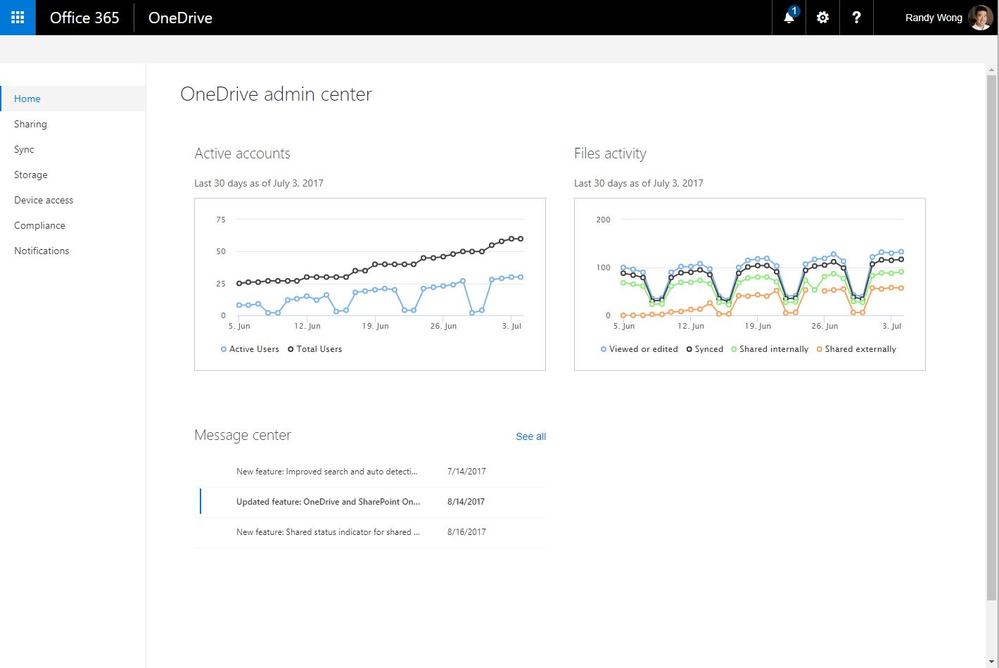 Office 365
OneDrive
1
?
Randy Wong
Home
Sharing
Sync
Storage
Device access
Compliance
Notifications
OneDrive admin center
Active accounts
Last 30 days as of July 3, 2017
75
50
25
0
5. Jun 12. Jun 19. Jun 26. Jun 3. Jul
Active Users Total Users
Files activity
Last 30 days as of July 3, 2017
200
100
0
5. Jun 12. Jun 19. Jun 26. Jun 3. Jul
Viewed or edited Synced Shared internally Shared externally
Message center See all
New feature: Improved search and auto detecti... 7/14/2017
Updated feature: OneDrive and SharePoint On... 8/14/2017
New feature: Shared status indicator for shared ... 8/16/2017